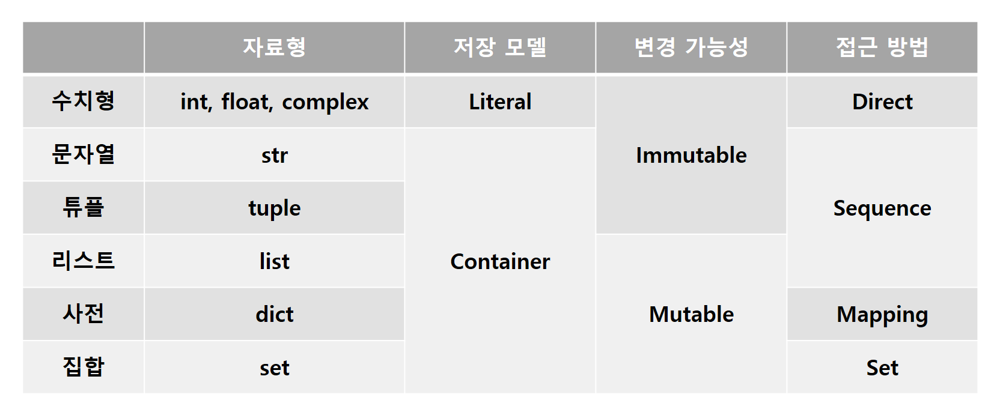 자료형 저장 모델 변경 가능성 접근 방법
수치형 int, float, complex Literal Immutable Direct
문자열 str Container Sequence
튜플 tuple
리스트 list Mutable
사전 dict Mapping
집합 set Set